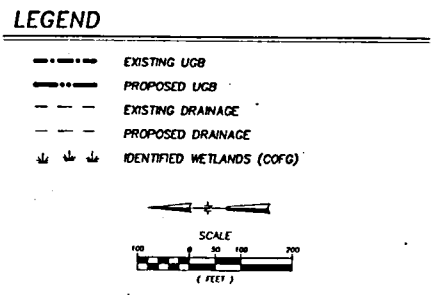 LEGEND
EXISTING UGB
PROPOSED UGB
EXISTING DRAINAGE
PROPOSED DRAINAGE
IDENTIFIED WETLANDS (COFG)
SCALE
100 0 50 100 200
( FEET )